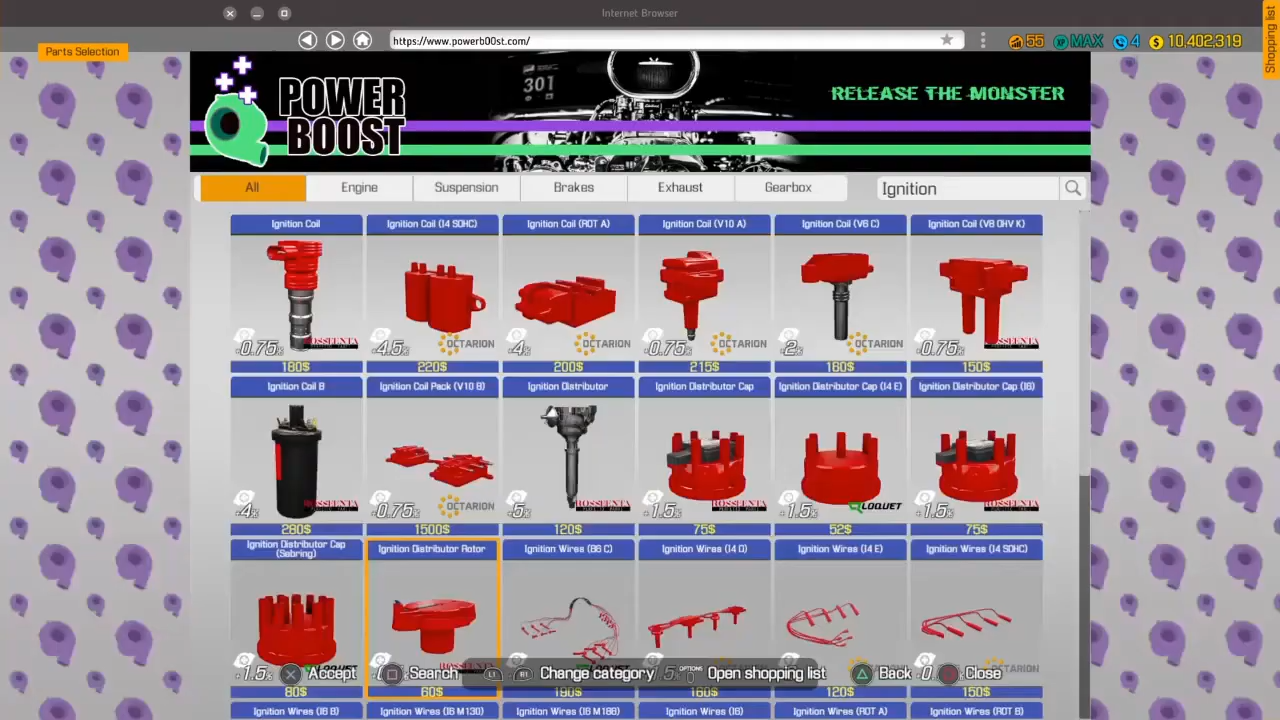 Internet Browser
Shopping list
https://www.powerb00st.com/
55 XP MAX 4 $ 10,402,319
Parts Selection
POWER BOOST
301
RELEASE THE MONSTER
All Engine Suspension Brakes Exhaust Gearbox Ignition
Ignition Coil Ignition Coil (I4 SOHC) Ignition Coil (ROT A) Ignition Coil (V10 A) Ignition Coil (V6 C) Ignition Coil (V8 OHV K)
+0.75% +4.5% OCTARION +4% OCTARION +0.75% OCTARION +2% OCTARION +0.75%
180$ 220$ 200$ 215$ 160$ 150$
Ignition Coil B Ignition Coil Pack (V10 B) Ignition Distributor Ignition Distributor Cap Ignition Distributor Cap (I4 E) Ignition Distributor Cap (I6)
+4% +0.75% OCTARION +5% +1.5% +1.5% LOQUET +1.5%
280$ 1500$ 120$ 75$ 52$ 75$
Ignition Distributor Cap (Sebring) Ignition Distributor Rotor Ignition Wires (B6 C) Ignition Wires (I4 D) Ignition Wires (I4 E) Ignition Wires (I4 SOHC)
+1.5% Accept Search L1 R1 Change category OPTIONS Open shopping list Back Close
80$ 60$ 190$ 160$ 120$ 150$
Ignition Wires (I6 B) Ignition Wires (I6 M130) Ignition Wires (I6 M186) Ignition Wires (I6) Ignition Wires (ROT A) Ignition Wires (ROT B)